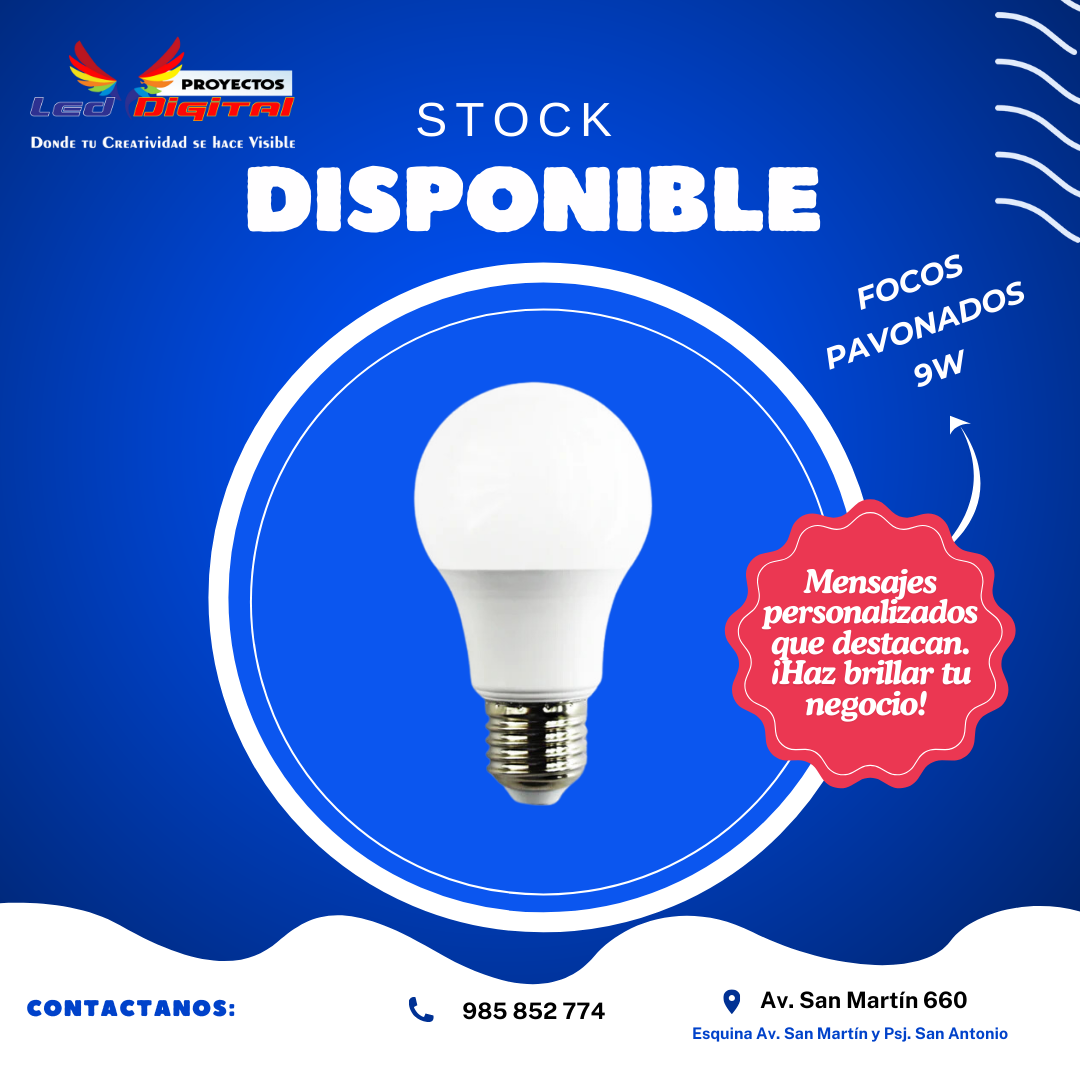 PROYECTOS
Led Digital
Donde tu Creatividad se hace Visible
STOCK
DISPONIBLE
FOCOS
PAVONADOS
9W
Mensajes
personalizados
que destacan.
¡Haz brillar tu
negocio!
CONTACTANOS:
985 852 774
Av. San Martín 660
Esquina Av. San Martín y Psj. San Antonio